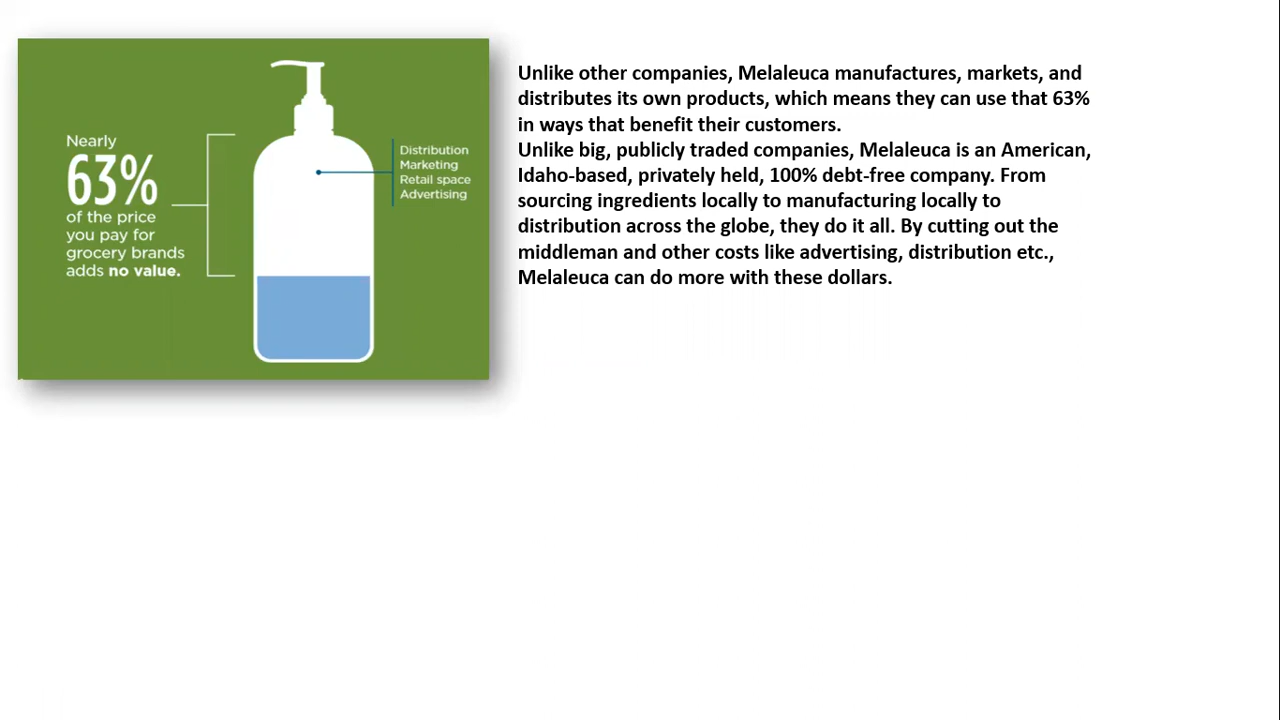 Nearly
63%
of the price
you pay for
grocery brands
adds no value.
Distribution
Marketing
Retail space
Advertising
Unlike other companies, Melaleuca manufactures, markets, and
distributes its own products, which means they can use that 63%
in ways that benefit their customers.
Unlike big, publicly traded companies, Melaleuca is an American,
Idaho-based, privately held, 100% debt-free company. From
sourcing ingredients locally to manufacturing locally to
distribution across the globe, they do it all. By cutting out the
middleman and other costs like advertising, distribution etc.,
Melaleuca can do more with these dollars.